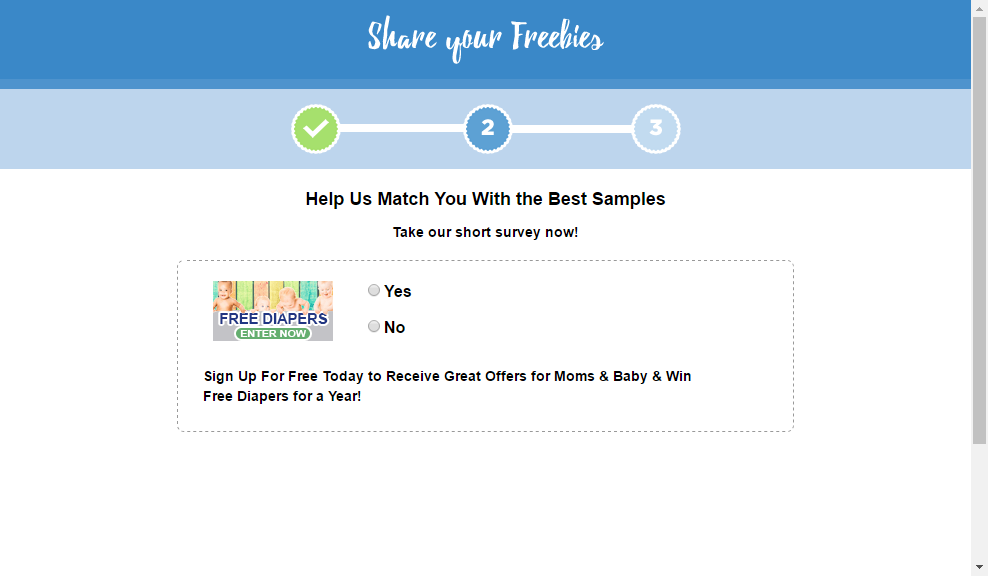 Share your Freebies
2
3
Help Us Match You With the Best Samples
Take our short survey now!
FREE DIAPERS
ENTER NOW
Yes
No
Sign Up For Free Today to Receive Great Offers for Moms & Baby & Win
Free Diapers for a Year!